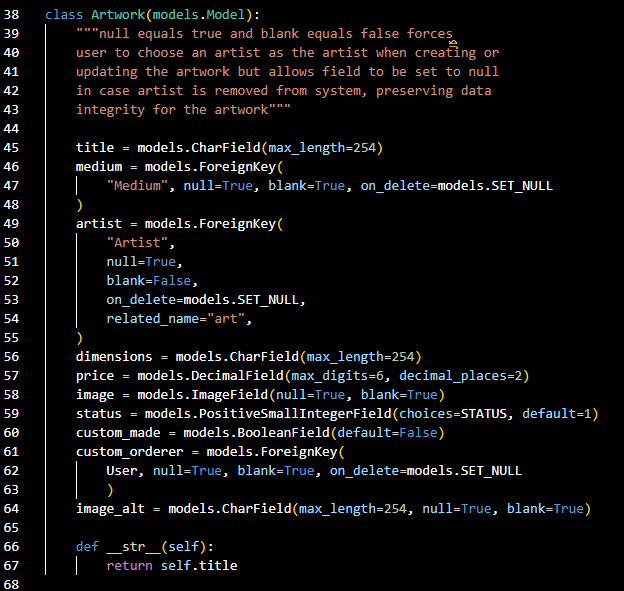 38 class Artwork(models.Model):
39     """null equals true and blank equals false forces
40     user to choose an artist as the artist when creating or
41     updating the artwork but allows field to be set to null
42     in case artist is removed from system, preserving data
43     integrity for the artwork"""
44
45     title = models.CharField(max_length=254)
46     medium = models.ForeignKey(
47         "Medium", null=True, blank=True, on_delete=models.SET_NULL
48     )
49     artist = models.ForeignKey(
50         "Artist",
51         null=True,
52         blank=False,
53         on_delete=models.SET_NULL,
54         related_name="art",
55     )
56     dimensions = models.CharField(max_length=254)
57     price = models.DecimalField(max_digits=6, decimal_places=2)
58     image = models.ImageField(null=True, blank=True)
59     status = models.PositiveSmallIntegerField(choices=STATUS, default=1)
60     custom_made = models.BooleanField(default=False)
61     custom_orderer = models.ForeignKey(
62         User, null=True, blank=True, on_delete=models.SET_NULL
63         )
64     image_alt = models.CharField(max_length=254, null=True, blank=True)
65
66     def __str__(self):
67         return self.title
68